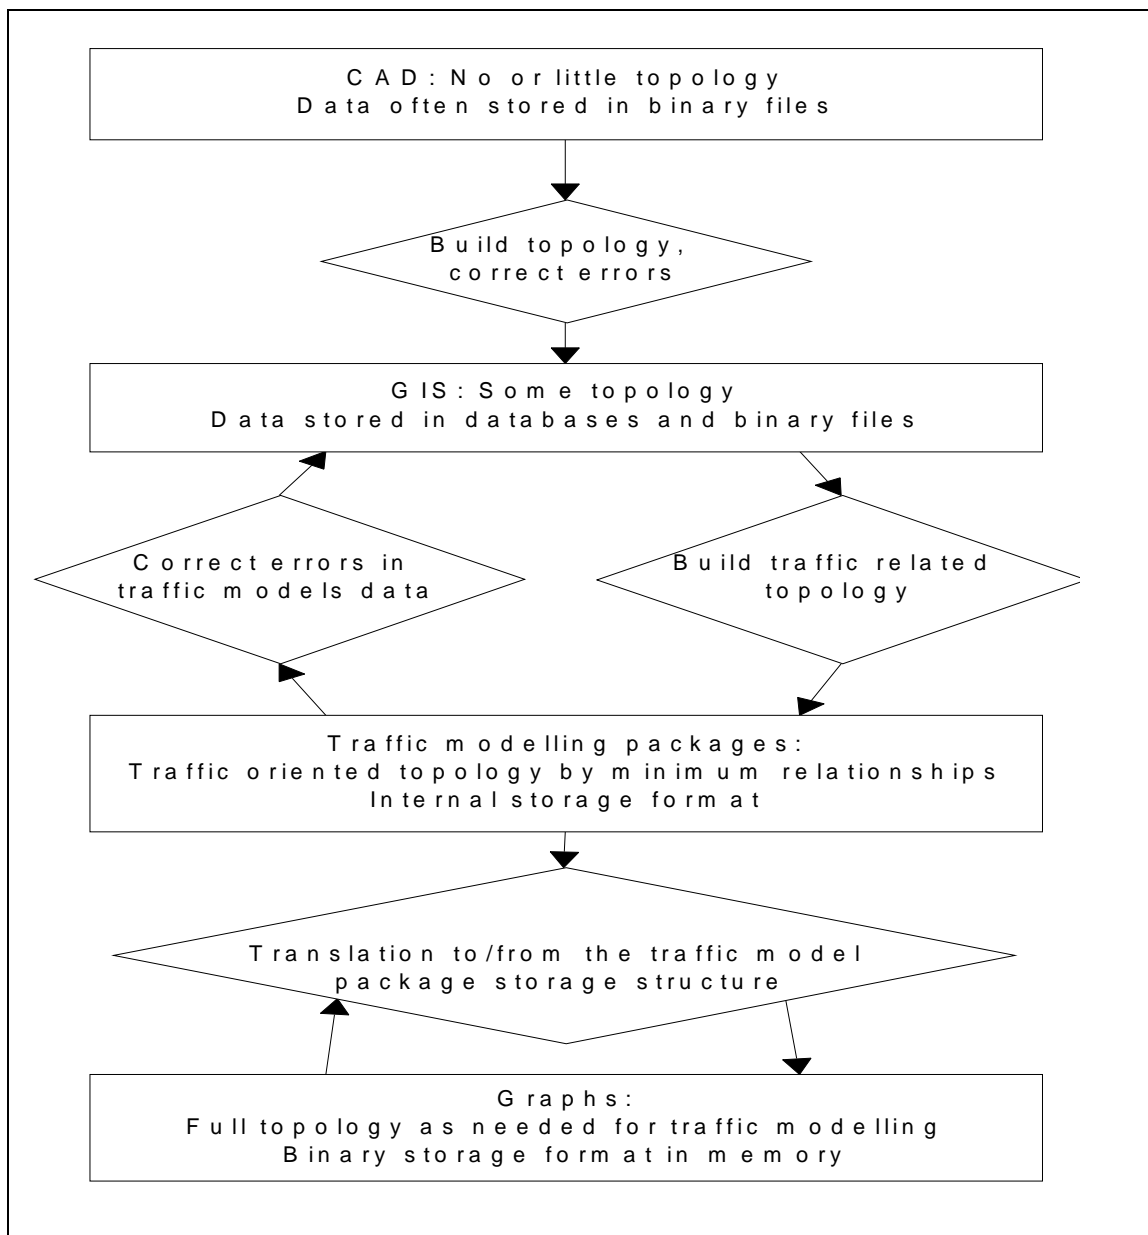 CAD: No or little topology
Data often stored in binary files
Build topology,
correct errors
GIS: Some topology
Data stored in databases and binary files
Correct errors in
traffic models data
Build traffic related
topology
Traffic modelling packages:
Traffic oriented topology by minimum relationships
Internal storage format
Translation to/from the traffic model
package storage structure
Graphs:
Full topology as needed for traffic modelling
Binary storage format in memory